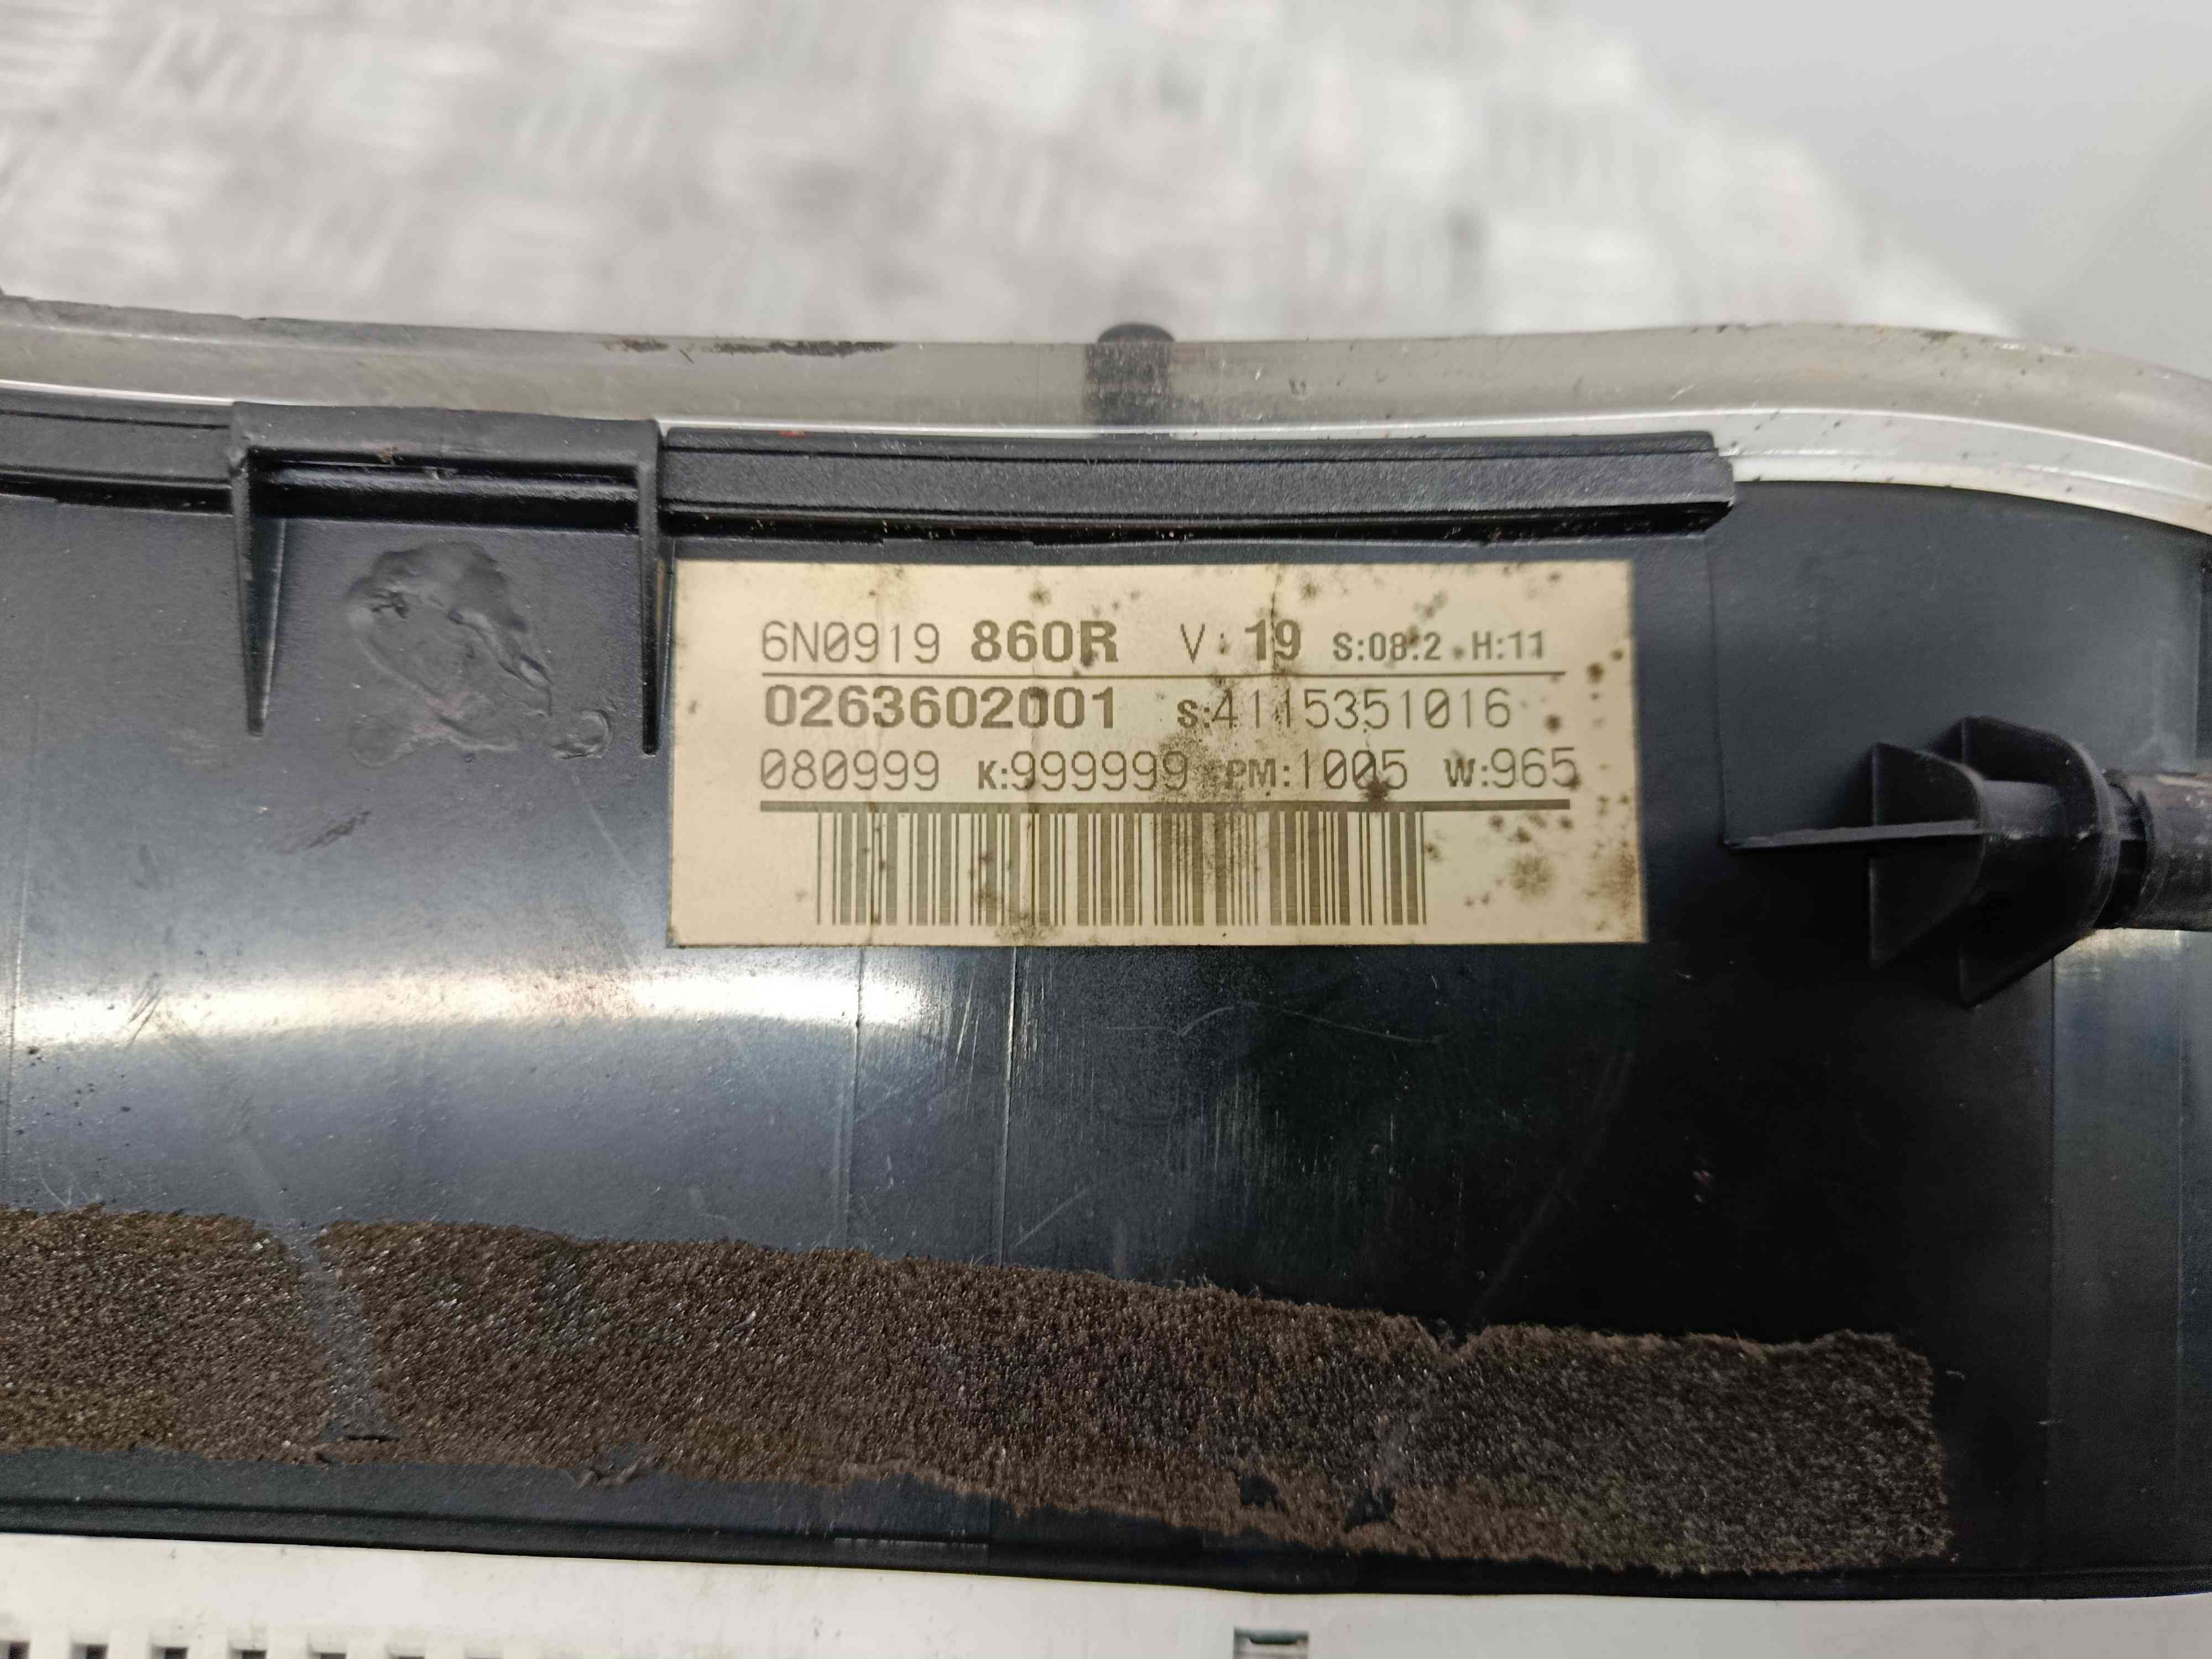 6N0919 860R V: 19 S:08.2 H:11
0263602001 S:4115351016
080999 K:999999 PM:1005 W:965